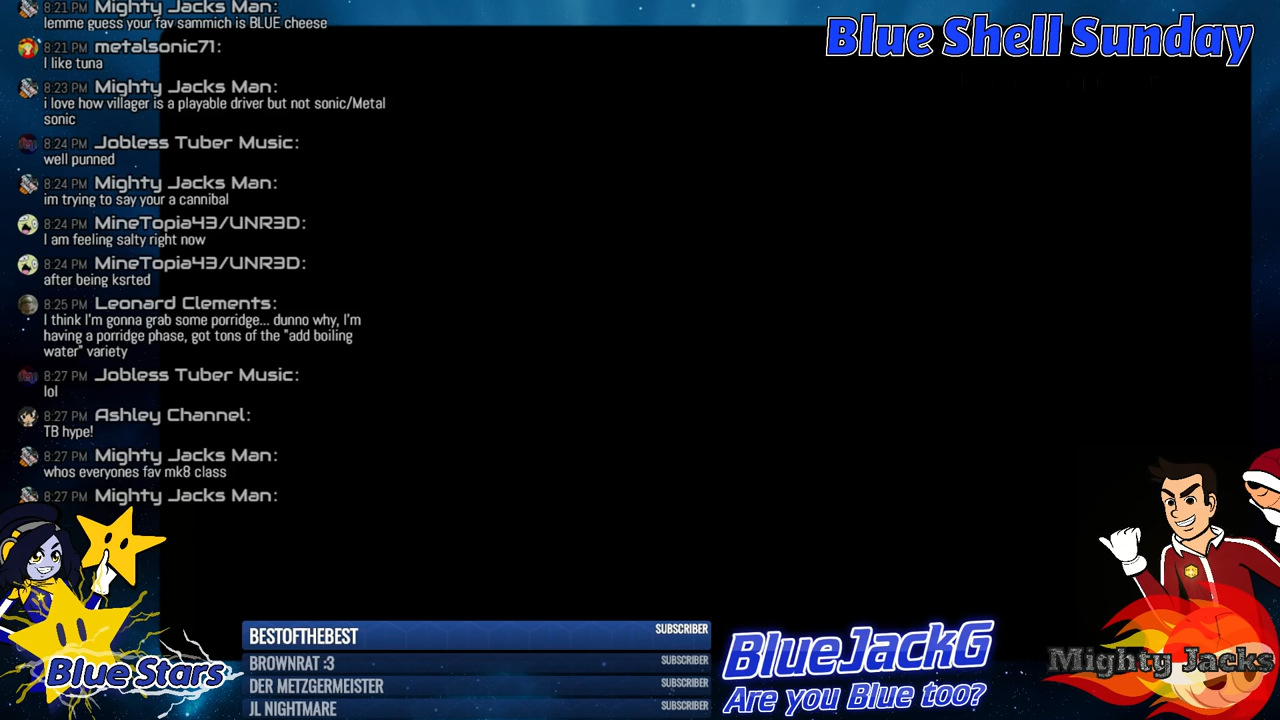 8:21 PM Mighty Jacks Man:
lemme guess your fav sammich is BLUE cheese
8:21 PM metalsonic71:
I like tuna
8:23 PM Mighty Jacks Man:
i love how villager is a playable driver but not sonic/Metal
sonic
8:24 PM Jobless Tuber Music:
well punned
8:24 PM Mighty Jacks Man:
im trying to say your a cannibal
8:24 PM MineTopia43/UNR3D:
I am feeling salty right now
8:24 PM MineTopia43/UNR3D:
after being ksrted
8:25 PM Leonard Clements:
I think I'm gonna grab some porridge... dunno why, I'm
having a porridge phase, got tons of the "add boiling
water" variety
8:27 PM Jobless Tuber Music:
lol
8:27 PM Ashley Channel:
TB hype!
8:27 PM Mighty Jacks Man:
whos everyones fav mk8 class
8:27 PM Mighty Jacks Man:
Blue Shell Sunday
Blue Stars
BESTOFTHEBEST SUBSCRIBER
BROWNRAT :3 SUBSCRIBER
DER METZGERMEISTER SUBSCRIBER
JL NIGHTMARE SUBSCRIBER
BlueJackG
Are you Blue too?
Mighty Jacks